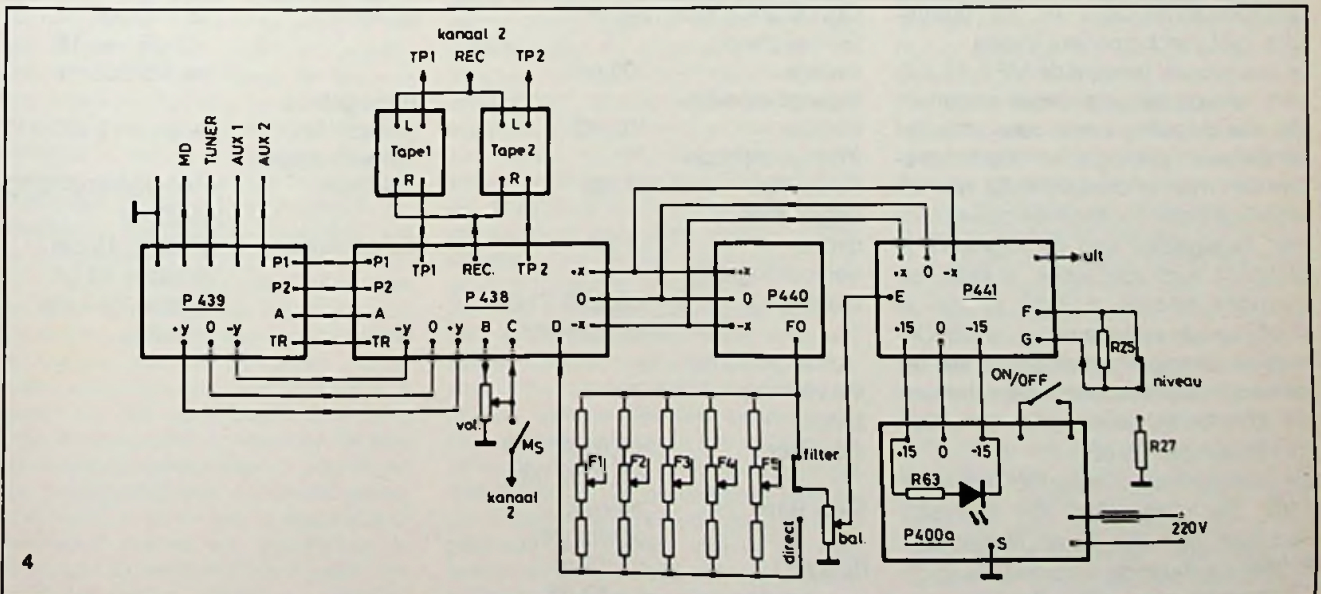 kanaal 2
TP1 REC TP2
L L
Tape1 Tape2
R R
MD
TUNER
AUX 1
AUX 2
P1 P1
P2 P2
A A
TR TR
P 439
+y 0 -y
TP1 REC. TP2
P 438
-y 0 +y B C D
+x
0
-x
vol.
MS
kanaal
2
+x
0
-x
P440
FO
F1 F2 F3 F4 F5
filter
direct
bal.
+x 0 -x
E
P441
uit
F
G
+15 0 -15
R25
niveau
ON/OFF
R27
+15 0 -15
R63
P400a
S
220V
4